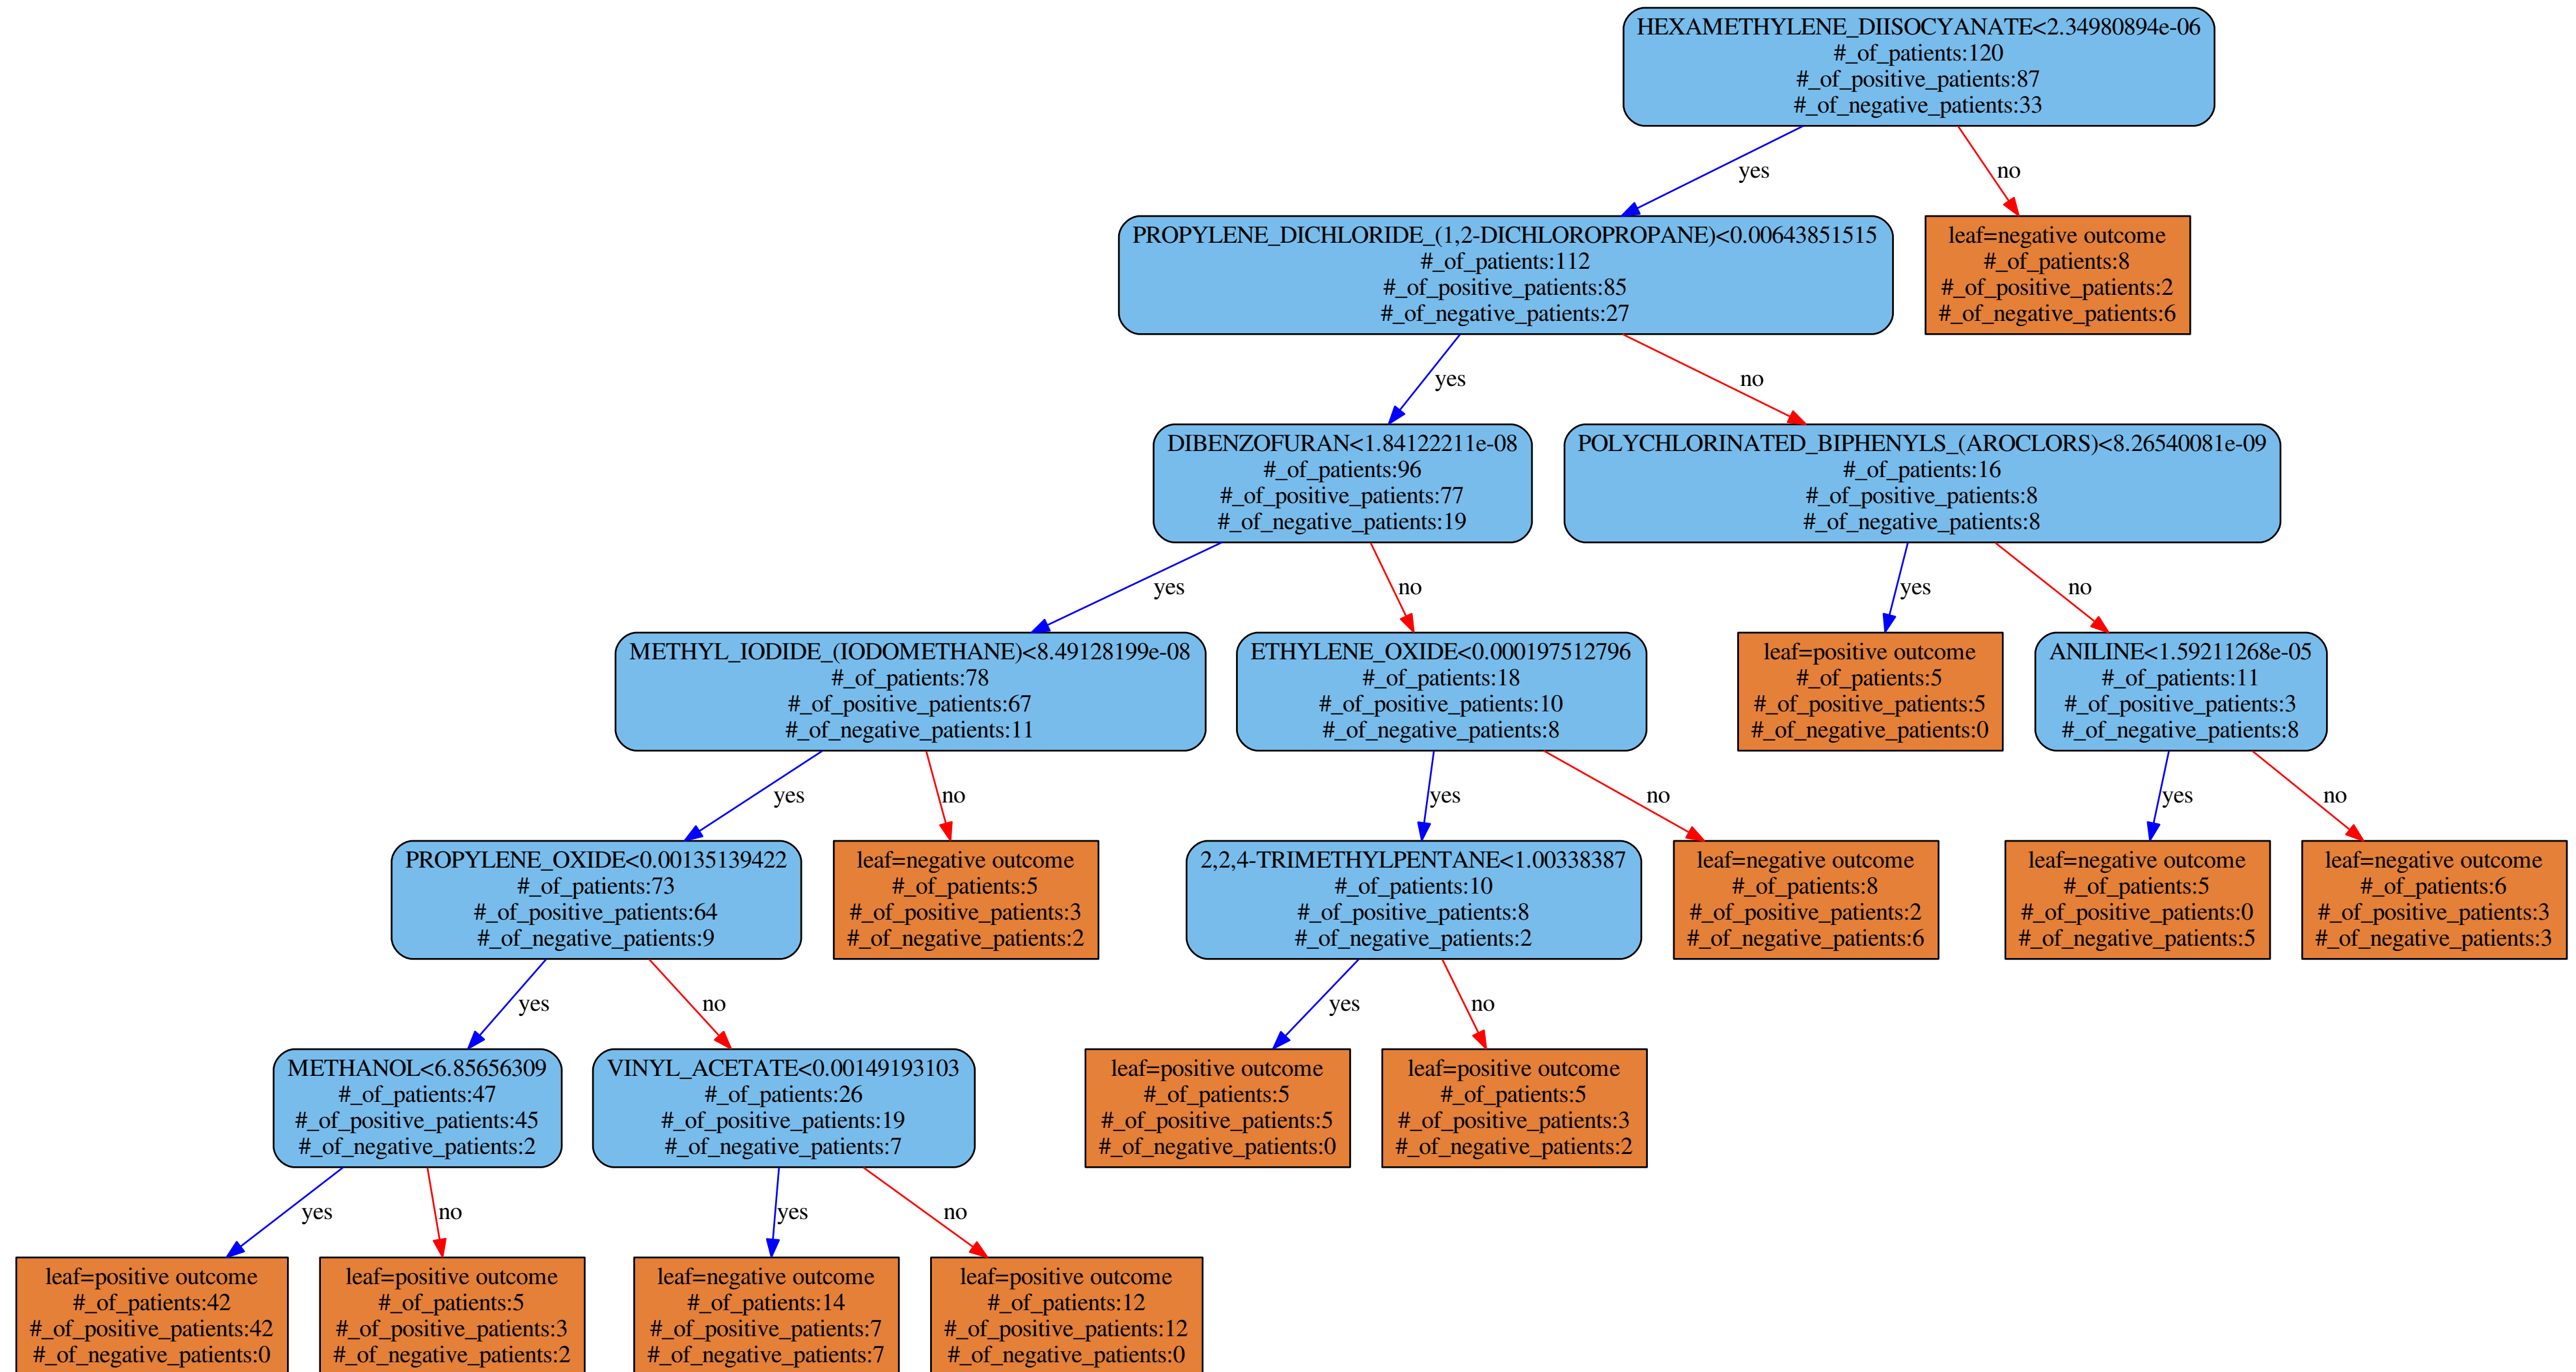 HEXAMETHYLENE_DIISOCYANATE<2.34980894e-06
#_of_patients:120
#_of_positive_patients:87
#_of_negative_patients:33
yes
no
PROPYLENE_DICHLORIDE_(1,2-DICHLOROPROPANE)<0.00643851515
#_of_patients:112
#_of_positive_patients:85
#_of_negative_patients:27
leaf=negative outcome
#_of_patients:8
#_of_positive_patients:2
#_of_negative_patients:6
yes
no
DIBENZOFURAN<1.84122211e-08
#_of_patients:96
#_of_positive_patients:77
#_of_negative_patients:19
POLYCHLORINATED_BIPHENYLS_(AROCLORS)<8.26540081e-09
#_of_patients:16
#_of_positive_patients:8
#_of_negative_patients:8
yes
no
yes
no
METHYL_IODIDE_(IODOMETHANE)<8.49128199e-08
#_of_patients:78
#_of_positive_patients:67
#_of_negative_patients:11
ETHYLENE_OXIDE<0.000197512796
#_of_patients:18
#_of_positive_patients:10
#_of_negative_patients:8
leaf=positive outcome
#_of_patients:5
#_of_positive_patients:5
#_of_negative_patients:0
ANILINE<1.59211268e-05
#_of_patients:11
#_of_positive_patients:3
#_of_negative_patients:8
yes
no
yes
no
yes
no
PROPYLENE_OXIDE<0.00135139422
#_of_patients:73
#_of_positive_patients:64
#_of_negative_patients:9
leaf=negative outcome
#_of_patients:5
#_of_positive_patients:3
#_of_negative_patients:2
2,2,4-TRIMETHYLPENTANE<1.00338387
#_of_patients:10
#_of_positive_patients:8
#_of_negative_patients:2
leaf=negative outcome
#_of_patients:8
#_of_positive_patients:2
#_of_negative_patients:6
leaf=negative outcome
#_of_patients:5
#_of_positive_patients:0
#_of_negative_patients:5
leaf=negative outcome
#_of_patients:6
#_of_positive_patients:3
#_of_negative_patients:3
yes
no
yes
no
METHANOL<6.85656309
#_of_patients:47
#_of_positive_patients:45
#_of_negative_patients:2
VINYL_ACETATE<0.00149193103
#_of_patients:26
#_of_positive_patients:19
#_of_negative_patients:7
leaf=positive outcome
#_of_patients:5
#_of_positive_patients:5
#_of_negative_patients:0
leaf=positive outcome
#_of_patients:5
#_of_positive_patients:3
#_of_negative_patients:2
yes
no
yes
no
leaf=positive outcome
#_of_patients:42
#_of_positive_patients:42
#_of_negative_patients:0
leaf=positive outcome
#_of_patients:5
#_of_positive_patients:3
#_of_negative_patients:2
leaf=negative outcome
#_of_patients:14
#_of_positive_patients:7
#_of_negative_patients:7
leaf=positive outcome
#_of_patients:12
#_of_positive_patients:12
#_of_negative_patients:0